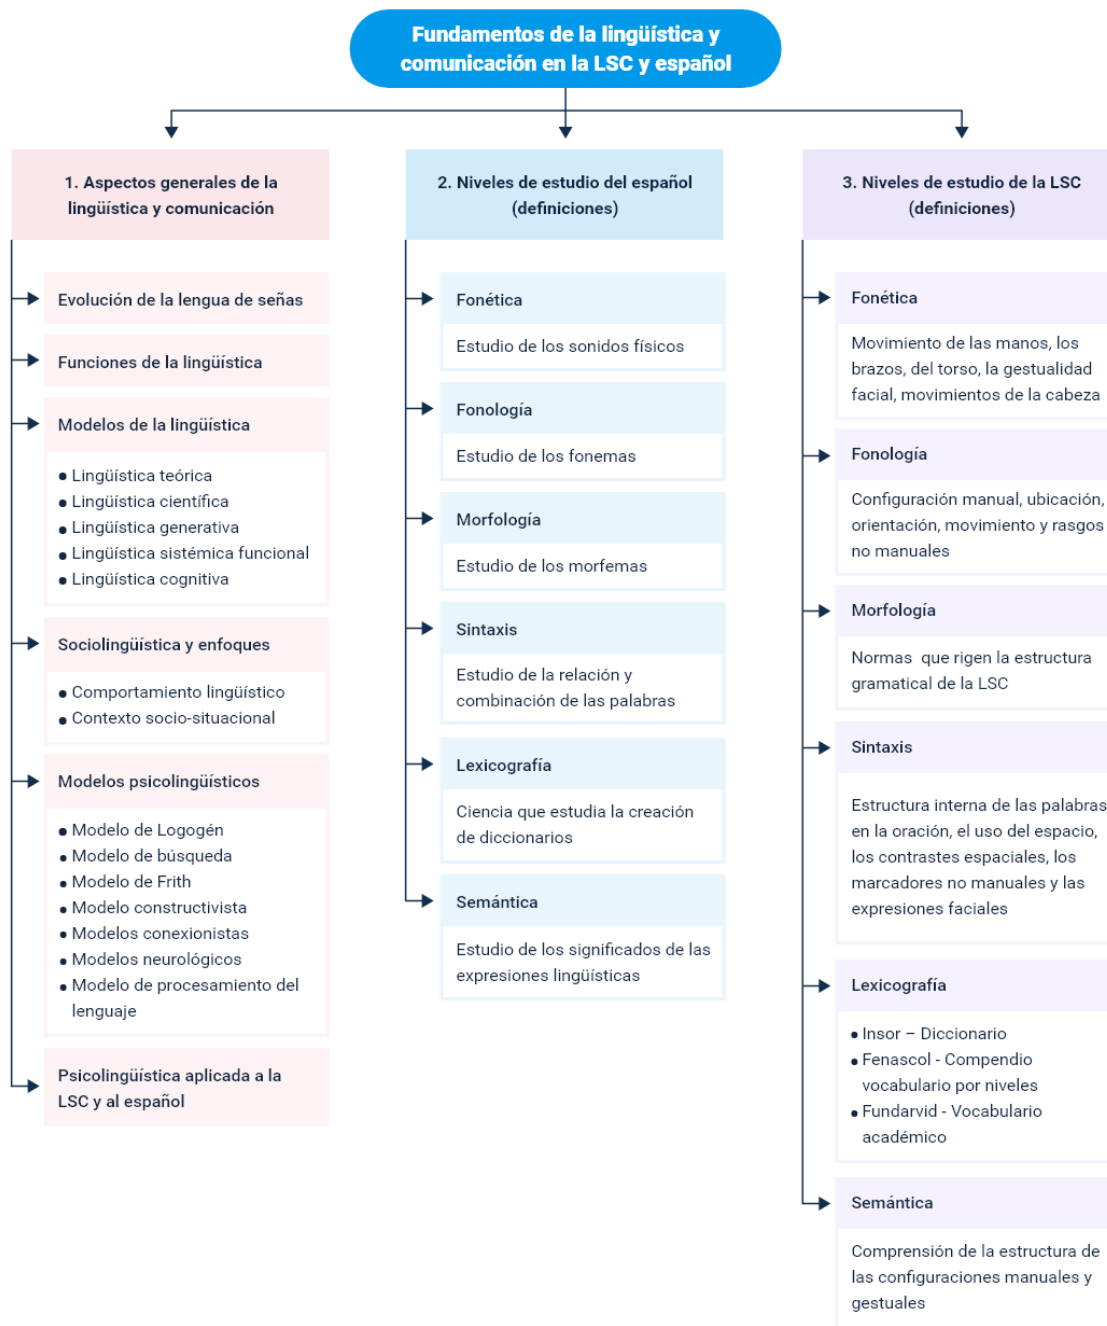 Fundamentos de la lingüística y
comunicación en la LSC y español
1. Aspectos generales de la
lingüística y comunicación
Evolución de la lengua de señas
Funciones de la lingüística
Modelos de la lingüística
• Lingüística teórica
• Lingüística científica
• Lingüística generativa
• Lingüística sistémica funcional
• Lingüística cognitiva
Sociolingüística y enfoques
• Comportamiento lingüístico
• Contexto socio-situacional
Modelos psicolingüísticos
• Modelo de Logogén
• Modelo de búsqueda
• Modelo de Frith
• Modelo constructivista
• Modelos conexionistas
• Modelos neurológicos
• Modelo de procesamiento del
lenguaje
Psicolingüística aplicada a la
LSC y al español
2. Niveles de estudio del español
(definiciones)
Fonética
Estudio de los sonidos físicos
Fonología
Estudio de los fonemas
Morfología
Estudio de los morfemas
Sintaxis
Estudio de la relación y
combinación de las palabras
Lexicografía
Ciencia que estudia la creación
de diccionarios
Semántica
Estudio de los significados de las
expresiones lingüísticas
3. Niveles de estudio de la LSC
(definiciones)
Fonética
Movimiento de las manos, los
brazos, del torso, la gestualidad
facial, movimientos de la cabeza
Fonología
Configuración manual, ubicación,
orientación, movimiento y rasgos
no manuales
Morfología
Normas que rigen la estructura
gramatical de la LSC
Sintaxis
Estructura interna de las palabras
en la oración, el uso del espacio,
los contrastes espaciales, los
marcadores no manuales y las
expresiones faciales
Lexicografía
• Insor – Diccionario
• Fenascol - Compendio
vocabulario por niveles
• Fundarvid - Vocabulario
académico
Semántica
Comprensión de la estructura de
las configuraciones manuales y
gestuales